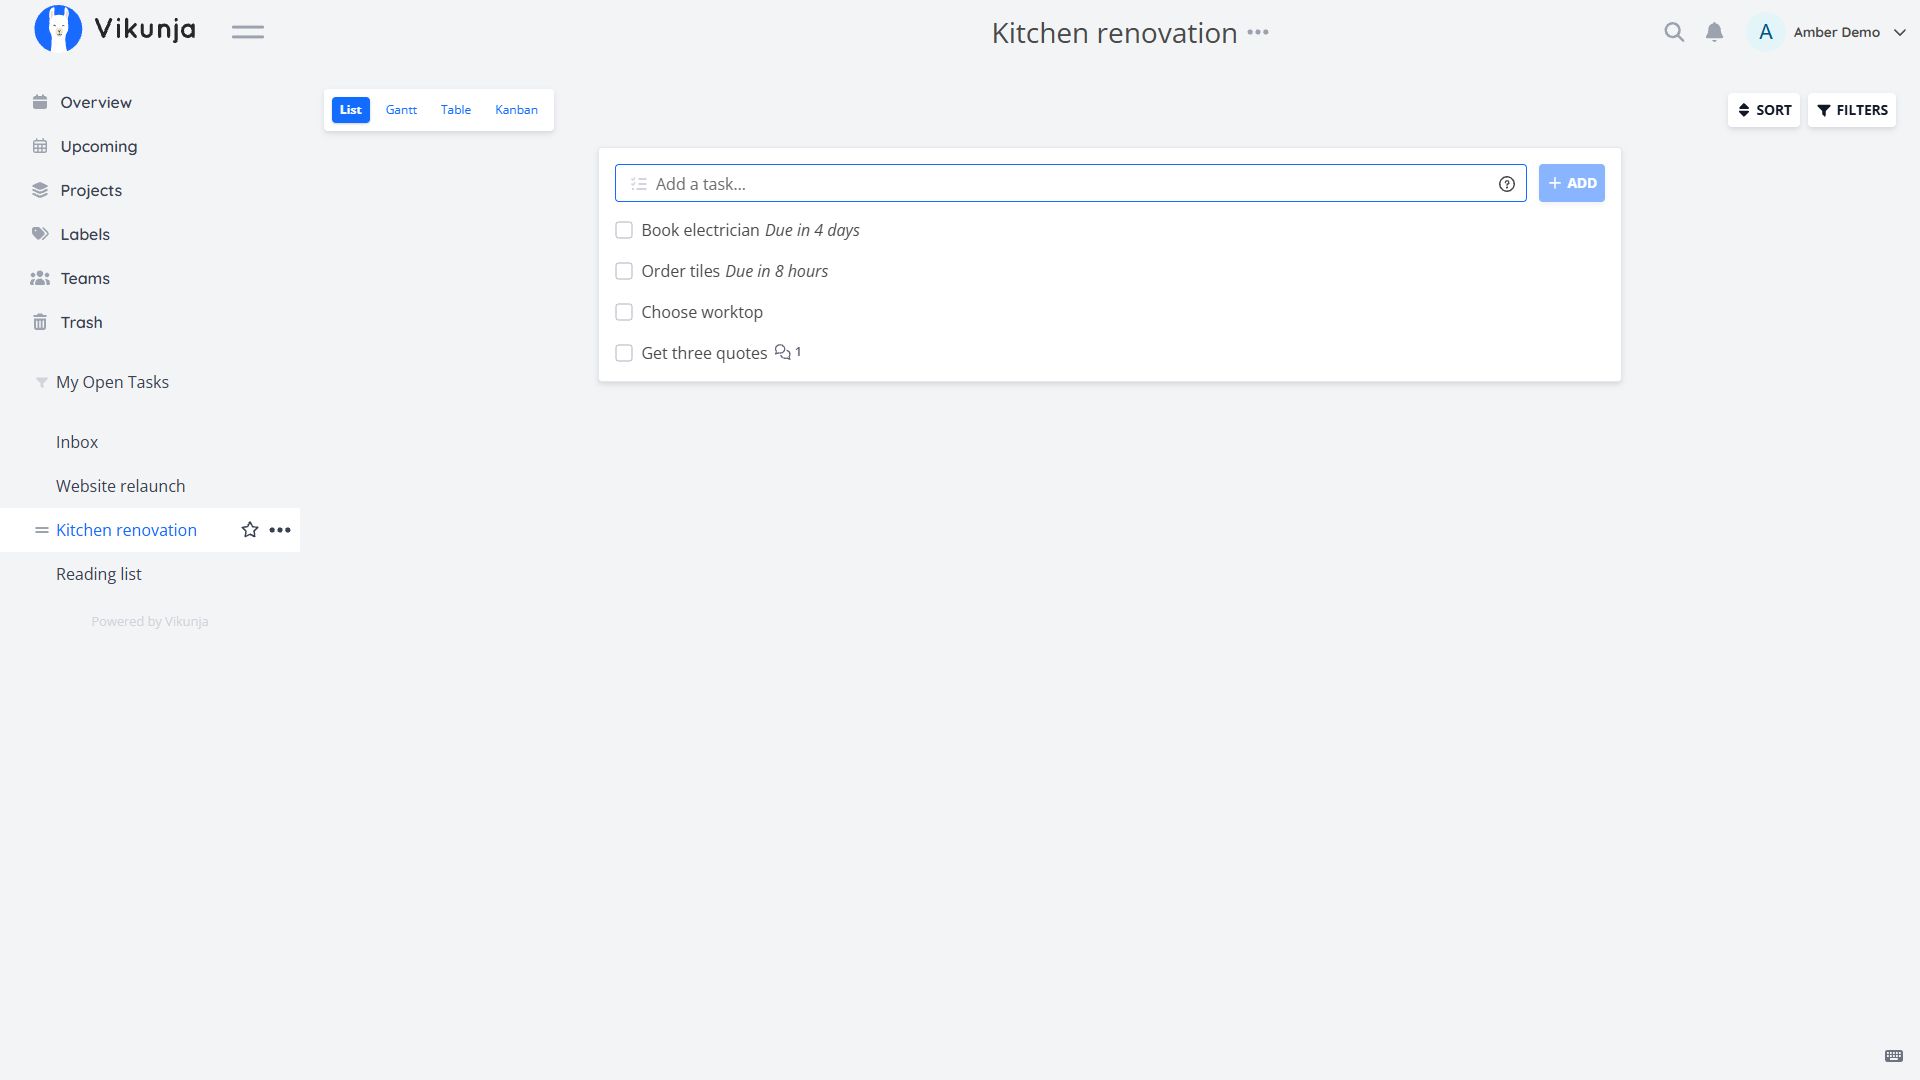 Vikunja
Kitchen renovation
A Amber Demo
Overview
Upcoming
Projects
Labels
Teams
Trash
My Open Tasks
Inbox
Website relaunch
Kitchen renovation
Reading list
Powered by Vikunja
List Gantt Table Kanban
SORT FILTERS
Add a task... ? + ADD
Book electrician Due in 4 days
Order tiles Due in 8 hours
Choose worktop
Get three quotes 1